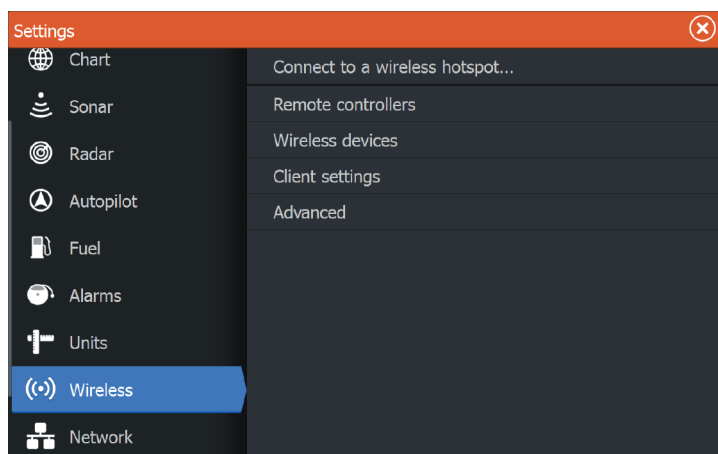 Settings
Chart
Sonar
Radar
Autopilot
Fuel
Alarms
Units
Wireless
Network
Connect to a wireless hotspot...
Remote controllers
Wireless devices
Client settings
Advanced